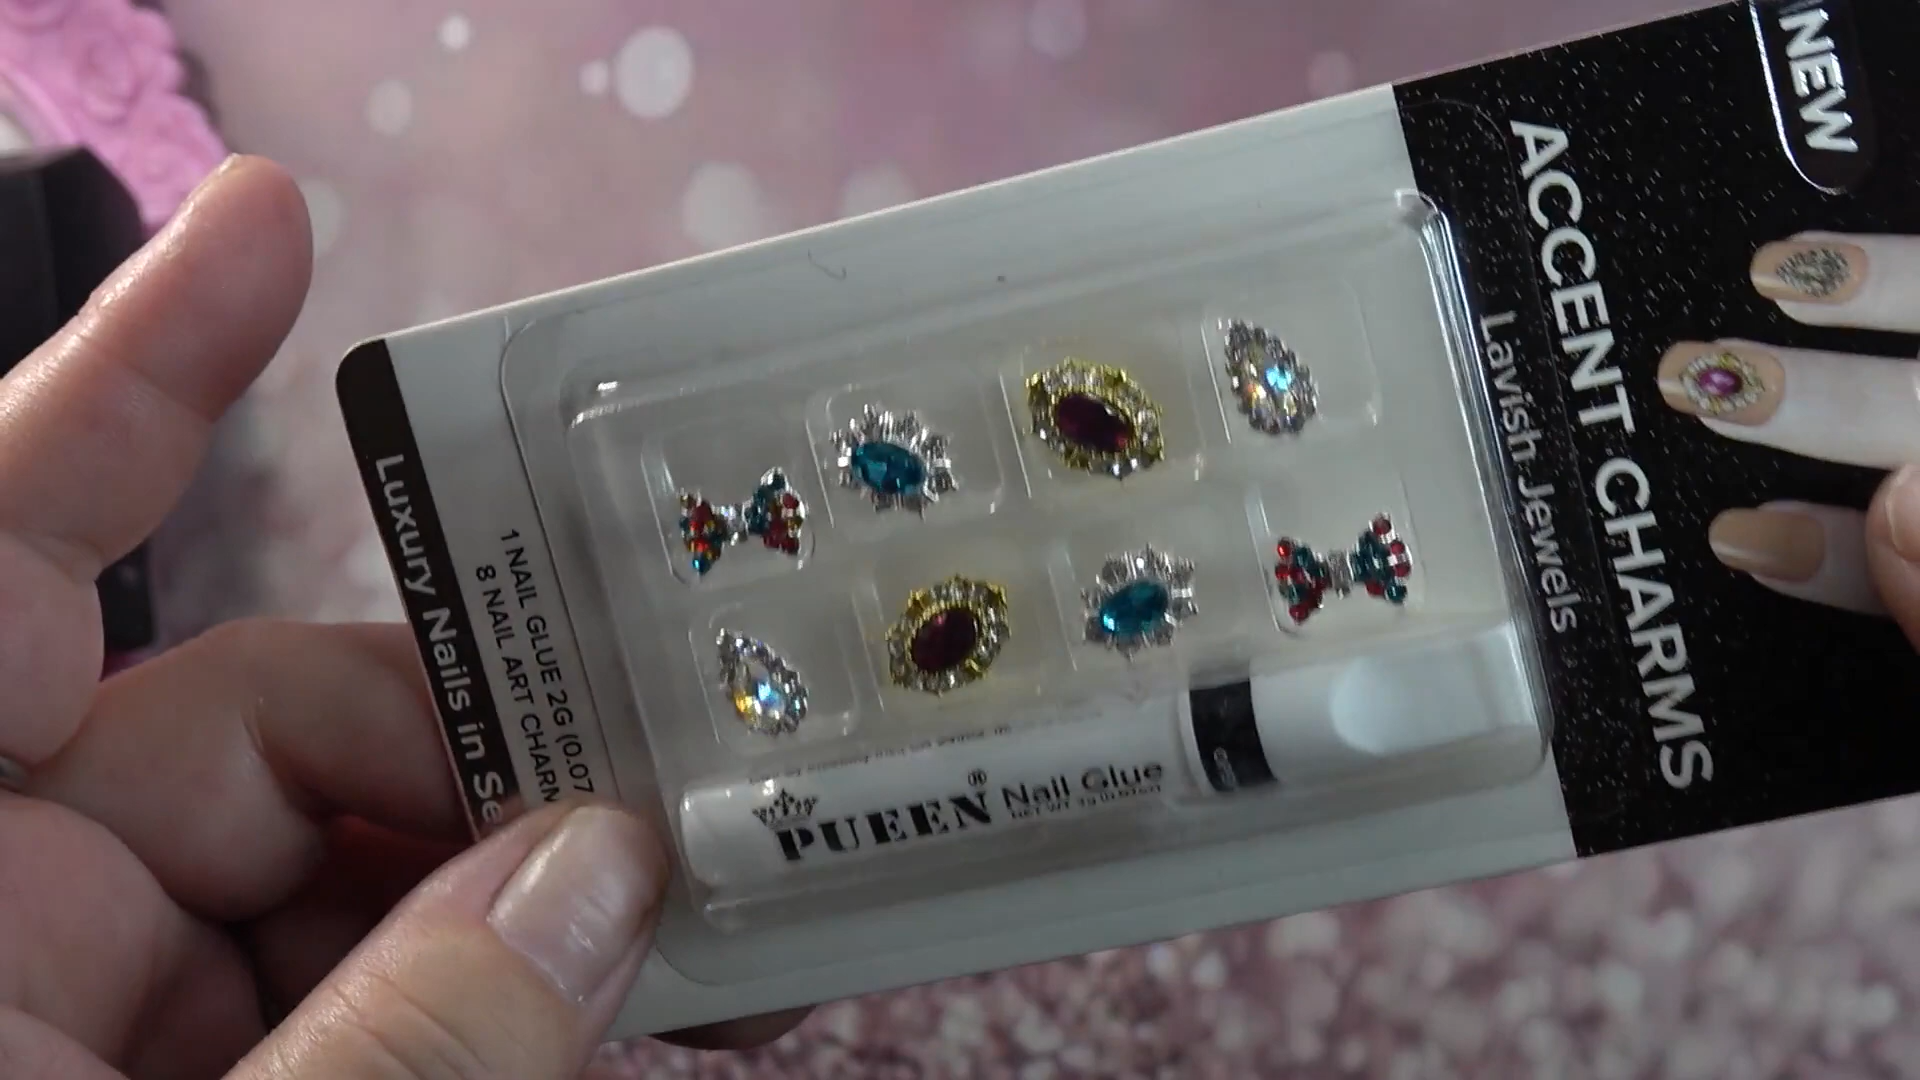 NEW
ACCENT CHARMS
Lavish Jewels
PUEEN® Nail Glue
1 NAIL GLUE 2G (0.07
8 NAIL ART CHARM
Luxury Nails in Se